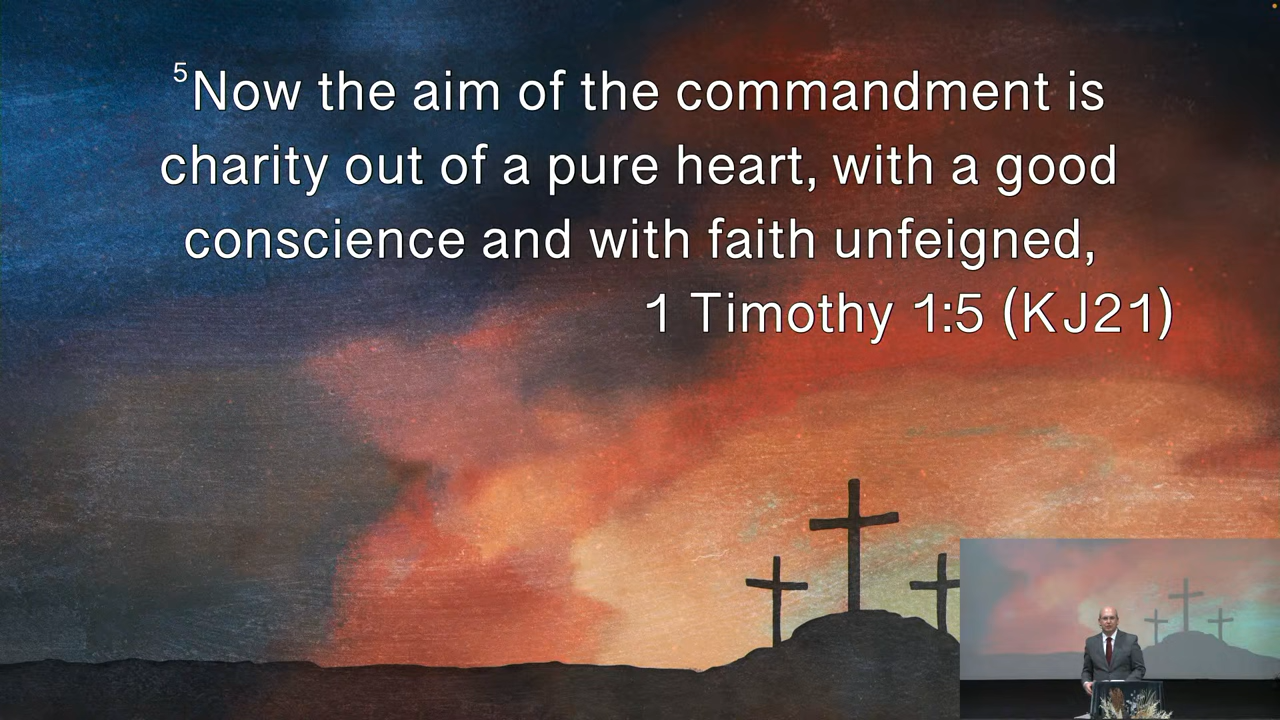 5Now the aim of the commandment is
charity out of a pure heart, with a good
conscience and with faith unfeigned,
1 Timothy 1:5 (KJ21)